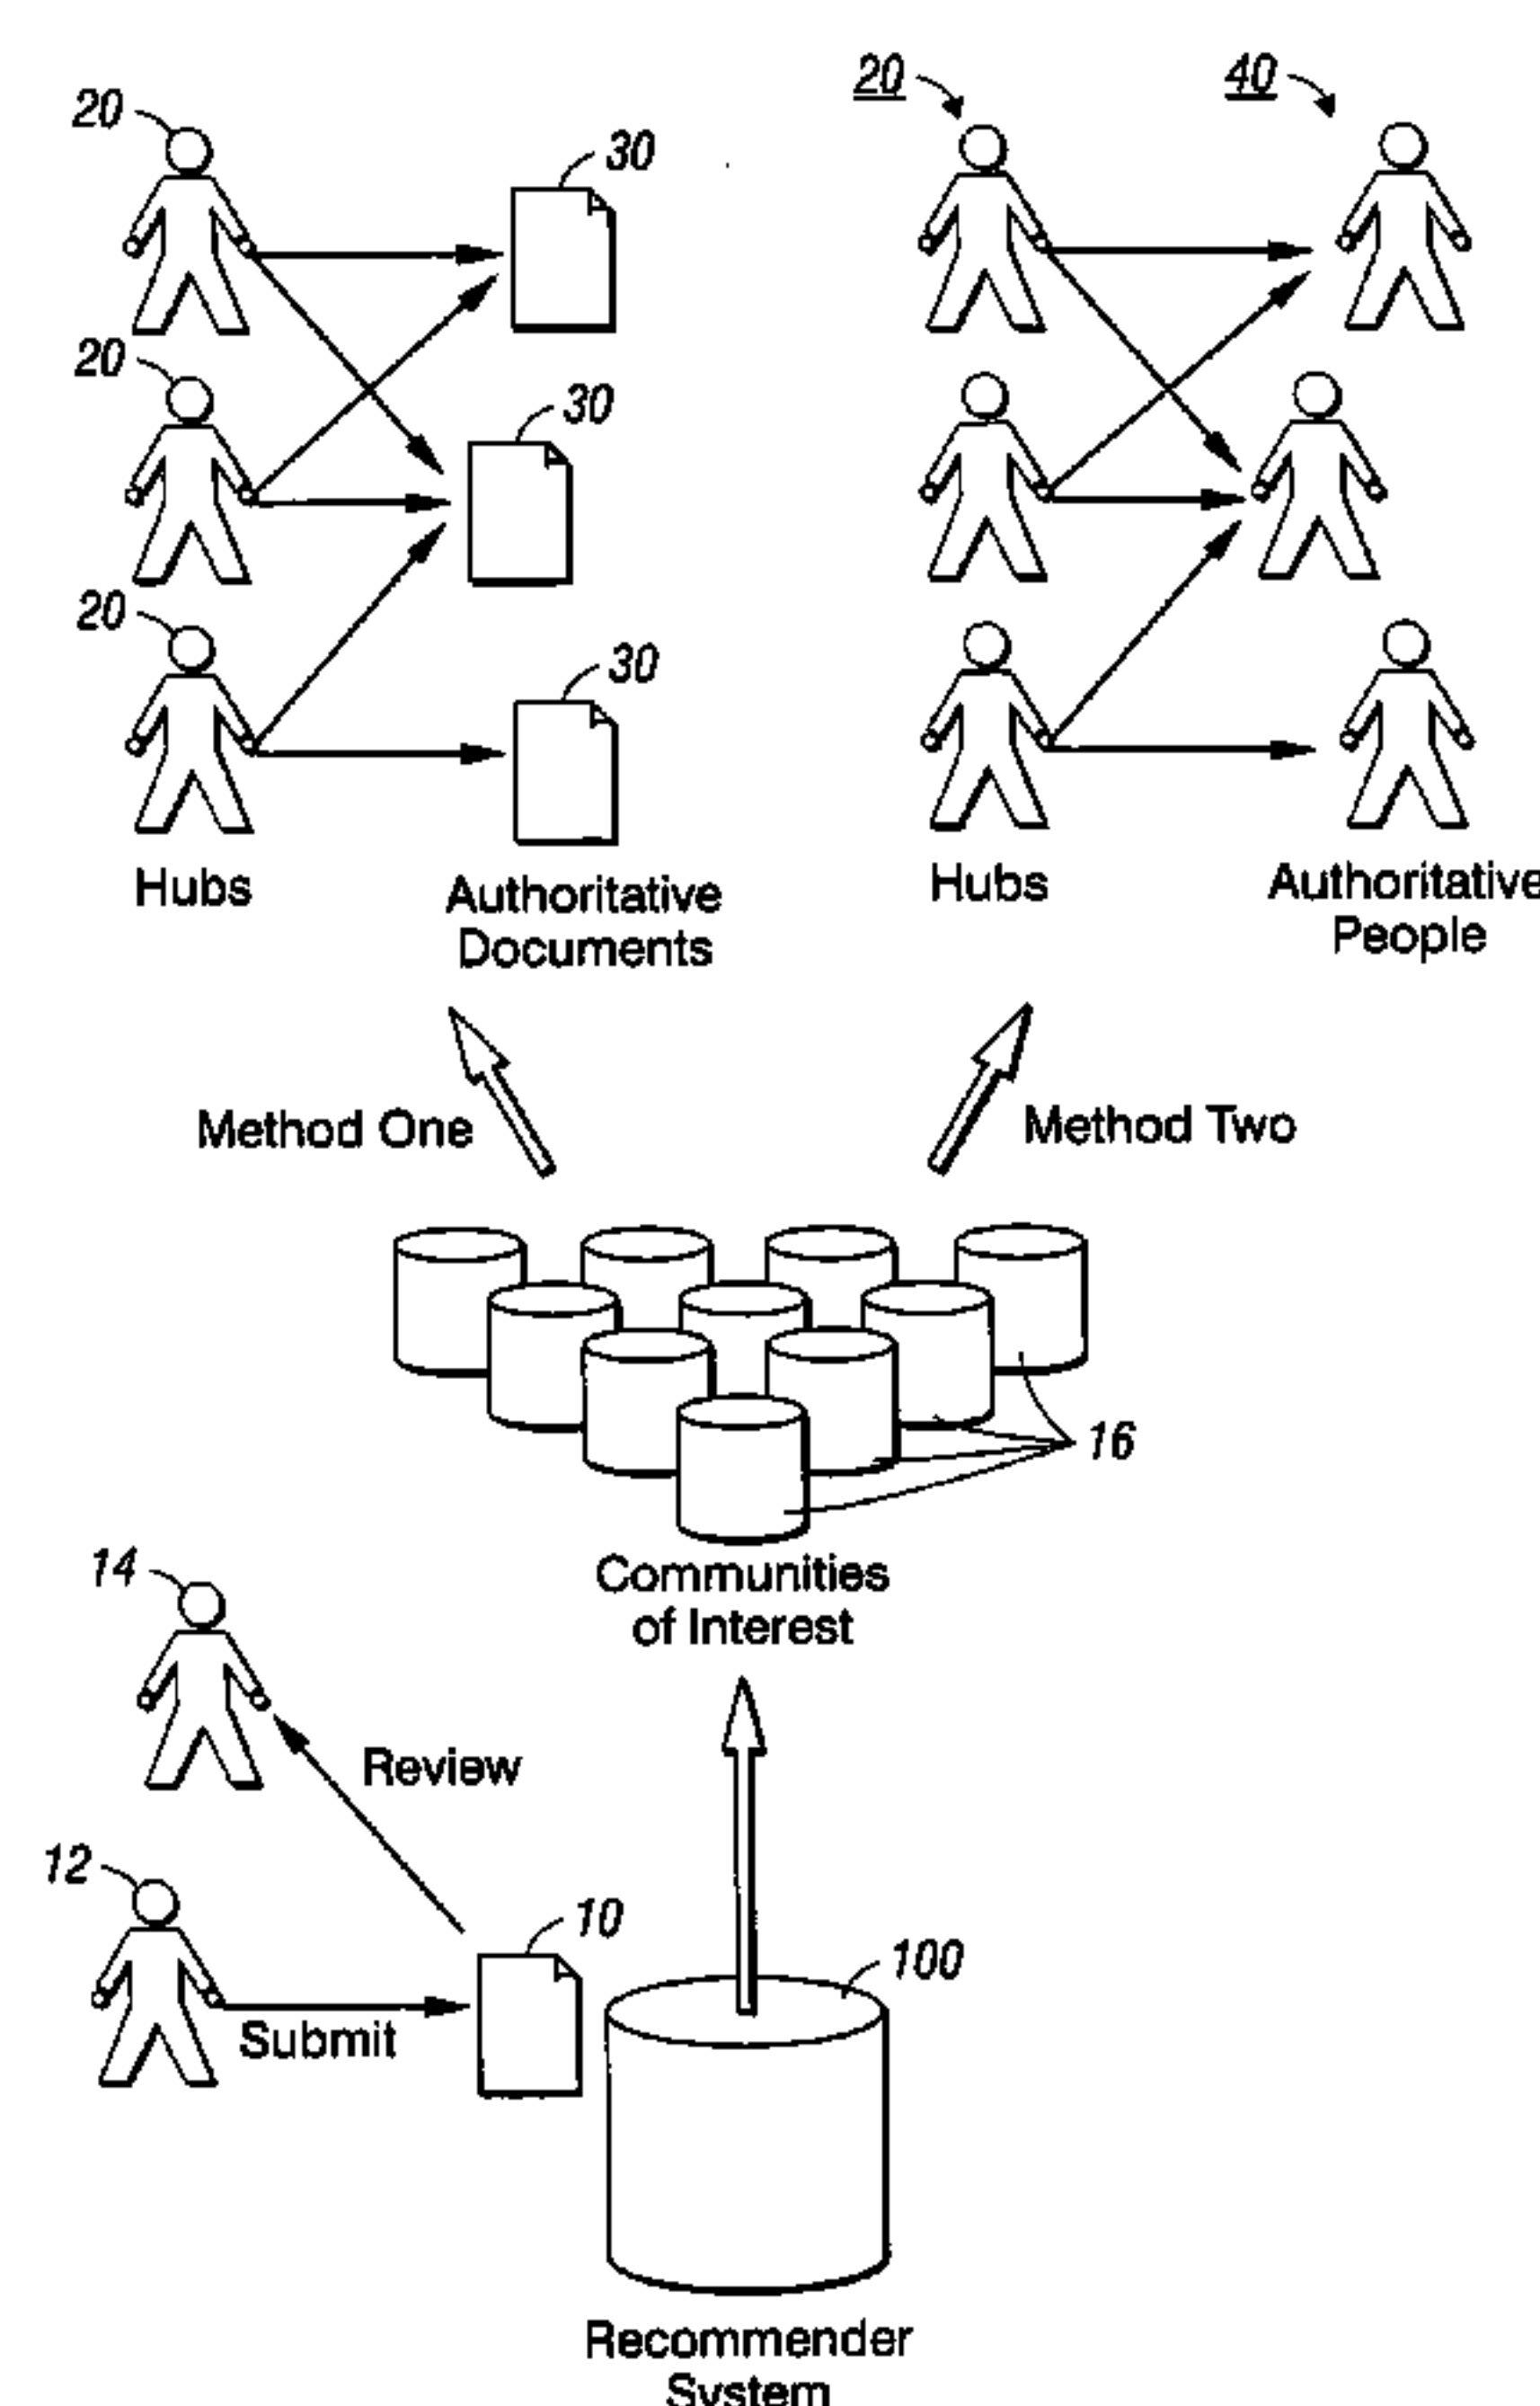 20
30
20
40
20
30
20
30
Hubs
Authoritative
Documents
Hubs
Authoritative
People
Method One
Method Two
16
Communities
of Interest
14
Review
12
10
100
Submit
Recommender
System